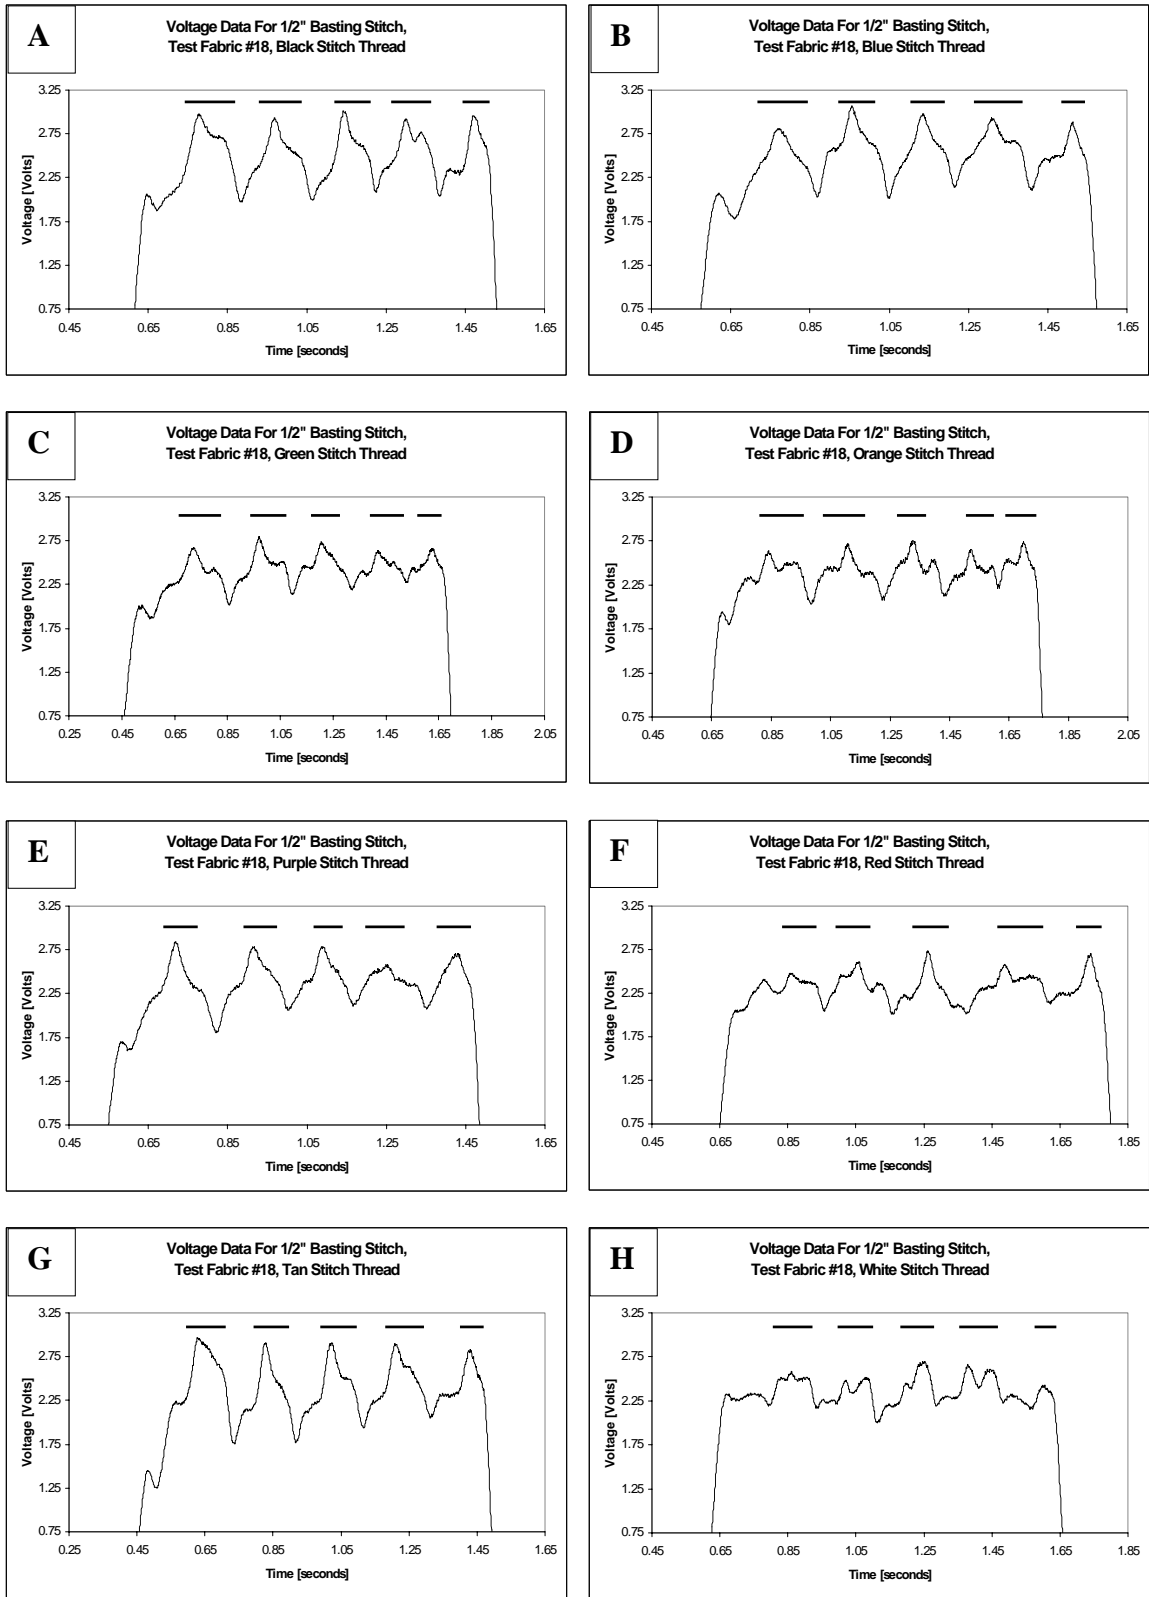 A
Voltage Data For 1/2" Basting Stitch,
Test Fabric #18, Black Stitch Thread
Voltage [Volts]
3.25
2.75
2.25
1.75
1.25
0.75
0.45 0.65 0.85 1.05 1.25 1.45 1.65
Time [seconds]
B
Voltage Data For 1/2" Basting Stitch,
Test Fabric #18, Blue Stitch Thread
Voltage [Volts]
3.25
2.75
2.25
1.75
1.25
0.75
0.45 0.65 0.85 1.05 1.25 1.45 1.65
Time [seconds]
C
Voltage Data For 1/2" Basting Stitch,
Test Fabric #18, Green Stitch Thread
Voltage [Volts]
3.25
2.75
2.25
1.75
1.25
0.75
0.25 0.45 0.65 0.85 1.05 1.25 1.45 1.65 1.85 2.05
Time [seconds]
D
Voltage Data For 1/2" Basting Stitch,
Test Fabric #18, Orange Stitch Thread
Voltage [Volts]
3.25
2.75
2.25
1.75
1.25
0.75
0.45 0.65 0.85 1.05 1.25 1.45 1.65 1.85 2.05
Time [seconds]
E
Voltage Data For 1/2" Basting Stitch,
Test Fabric #18, Purple Stitch Thread
Voltage [Volts]
3.25
2.75
2.25
1.75
1.25
0.75
0.45 0.65 0.85 1.05 1.25 1.45 1.65
Time [seconds]
F
Voltage Data For 1/2" Basting Stitch,
Test Fabric #18, Red Stitch Thread
Voltage [Volts]
3.25
2.75
2.25
1.75
1.25
0.75
0.45 0.65 0.85 1.05 1.25 1.45 1.65 1.85
Time [seconds]
G
Voltage Data For 1/2" Basting Stitch,
Test Fabric #18, Tan Stitch Thread
Voltage [Volts]
3.25
2.75
2.25
1.75
1.25
0.75
0.25 0.45 0.65 0.85 1.05 1.25 1.45 1.65
Time [seconds]
H
Voltage Data For 1/2" Basting Stitch,
Test Fabric #18, White Stitch Thread
Voltage [Volts]
3.25
2.75
2.25
1.75
1.25
0.75
0.45 0.65 0.85 1.05 1.25 1.45 1.65 1.85
Time [seconds]